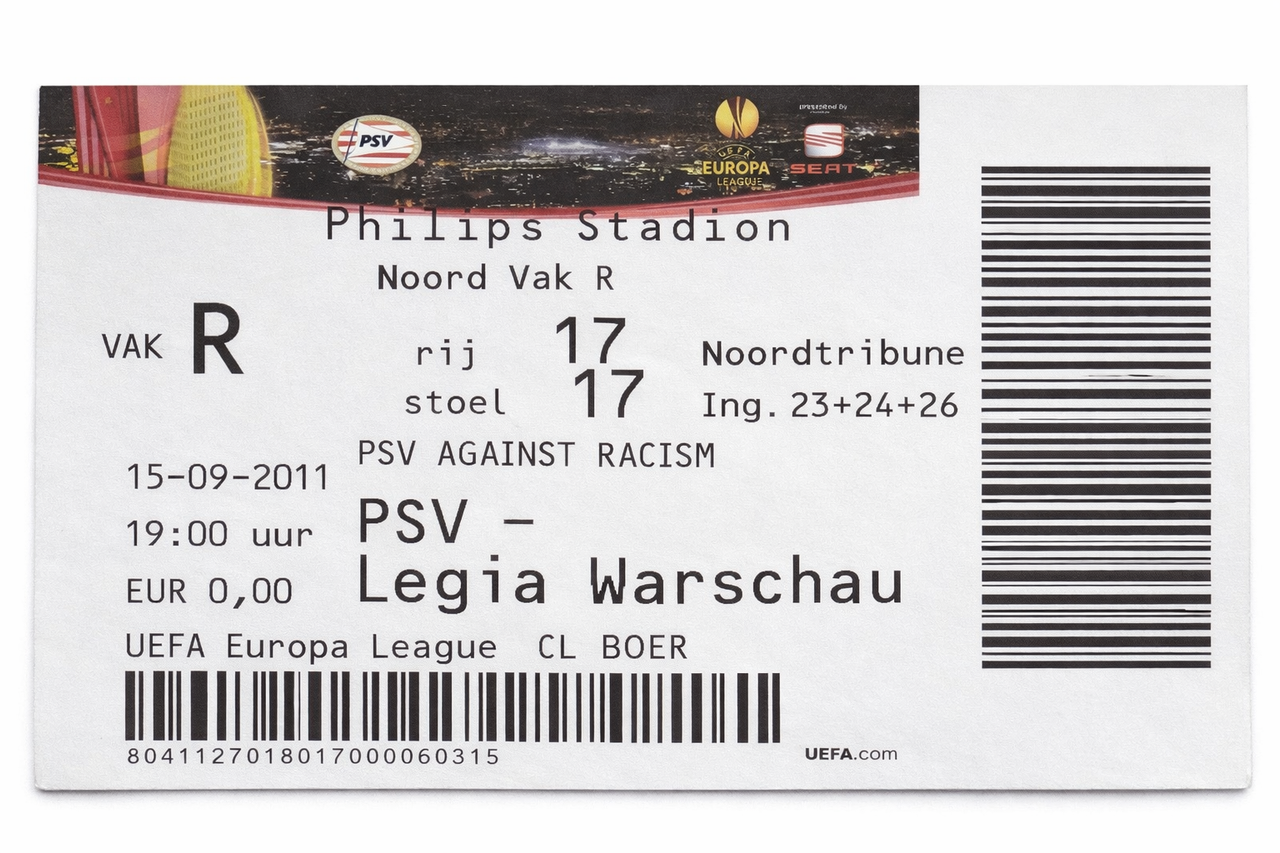 PSV
UEFA
EUROPA
LEAGUE
SEAT
Philips Stadion
Noord Vak R
VAK R
rij 17 Noordtribune
stoel 17 Ing. 23+24+26
PSV AGAINST RACISM
15-09-2011
19:00 uur
EUR 0,00
PSV –
Legia Warschau
UEFA Europa League CL BOER
8041127018017000060315
UEFA.com